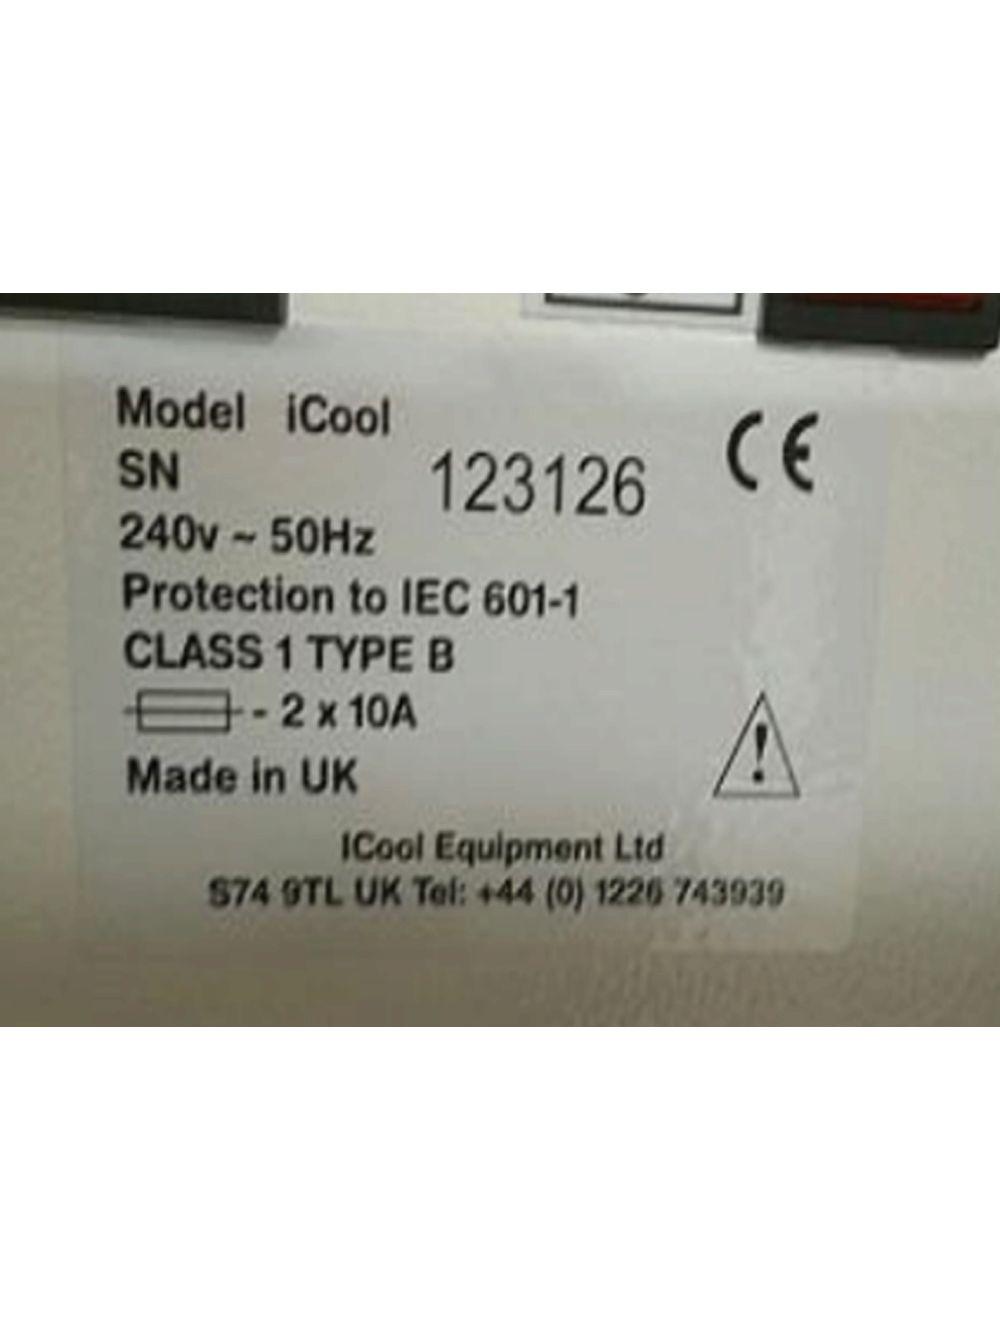 Model iCool
SN 123126
CE
240v ~ 50Hz
Protection to IEC 601-1
CLASS 1 TYPE B
- 2 x 10A
Made in UK
!
ICool Equipment Ltd
S74 9TL UK Tel: +44 (0) 1226 743939